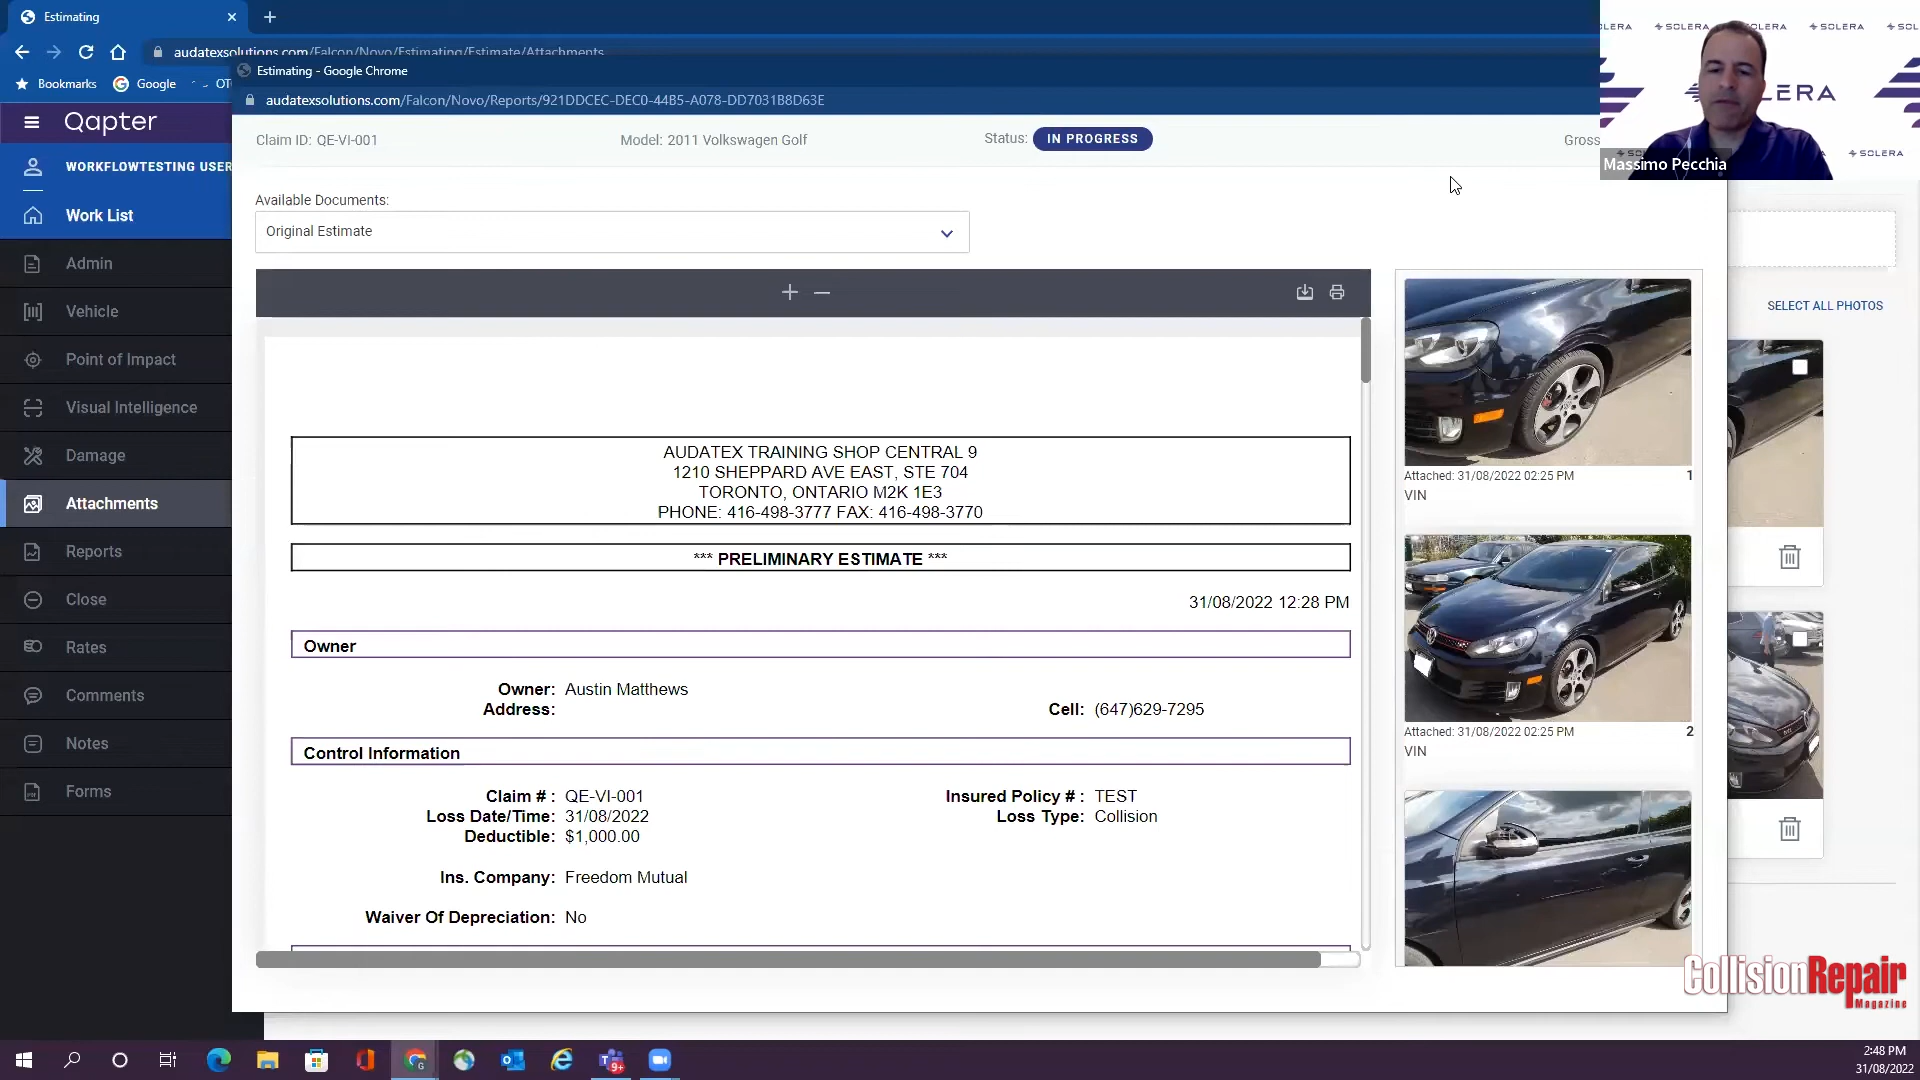 Estimating
audatexsolutions.com/Falcon/Novo/Estimating/Estimate/Attachments
Bookmarks
Google
Estimating - Google Chrome
audatexsolutions.com/Falcon/Novo/Reports/921DDCEC-DEC0-44B5-A078-DD7031B8D63E
Qapter
WORKFLOWTESTING USER
Work List
Admin
Vehicle
Point of Impact
Visual Intelligence
Damage
Attachments
Reports
Close
Rates
Comments
Notes
Forms
Claim ID: QE-VI-001
Model: 2011 Volkswagen Golf
Status: IN PROGRESS
Gross
Available Documents:
Original Estimate
AUDATEX TRAINING SHOP CENTRAL 9
1210 SHEPPARD AVE EAST, STE 704
TORONTO, ONTARIO M2K 1E3
PHONE: 416-498-3777 FAX: 416-498-3770
*** PRELIMINARY ESTIMATE ***
31/08/2022 12:28 PM
Owner
Owner: Austin Matthews
Address:
Cell: (647)629-7295
Control Information
Claim # : QE-VI-001
Insured Policy # : TEST
Loss Date/Time: 31/08/2022
Loss Type: Collision
Deductible: $1,000.00
Ins. Company: Freedom Mutual
Waiver Of Depreciation: No
Attached: 31/08/2022 02:25 PM 1
VIN
Attached: 31/08/2022 02:25 PM 2
VIN
SELECT ALL PHOTOS
SOLERA
SOLERA
SOLERA
SOLERA
Massimo Pecchia
CollisionRepair
Magazine
9+
2:48 PM
31/08/2022